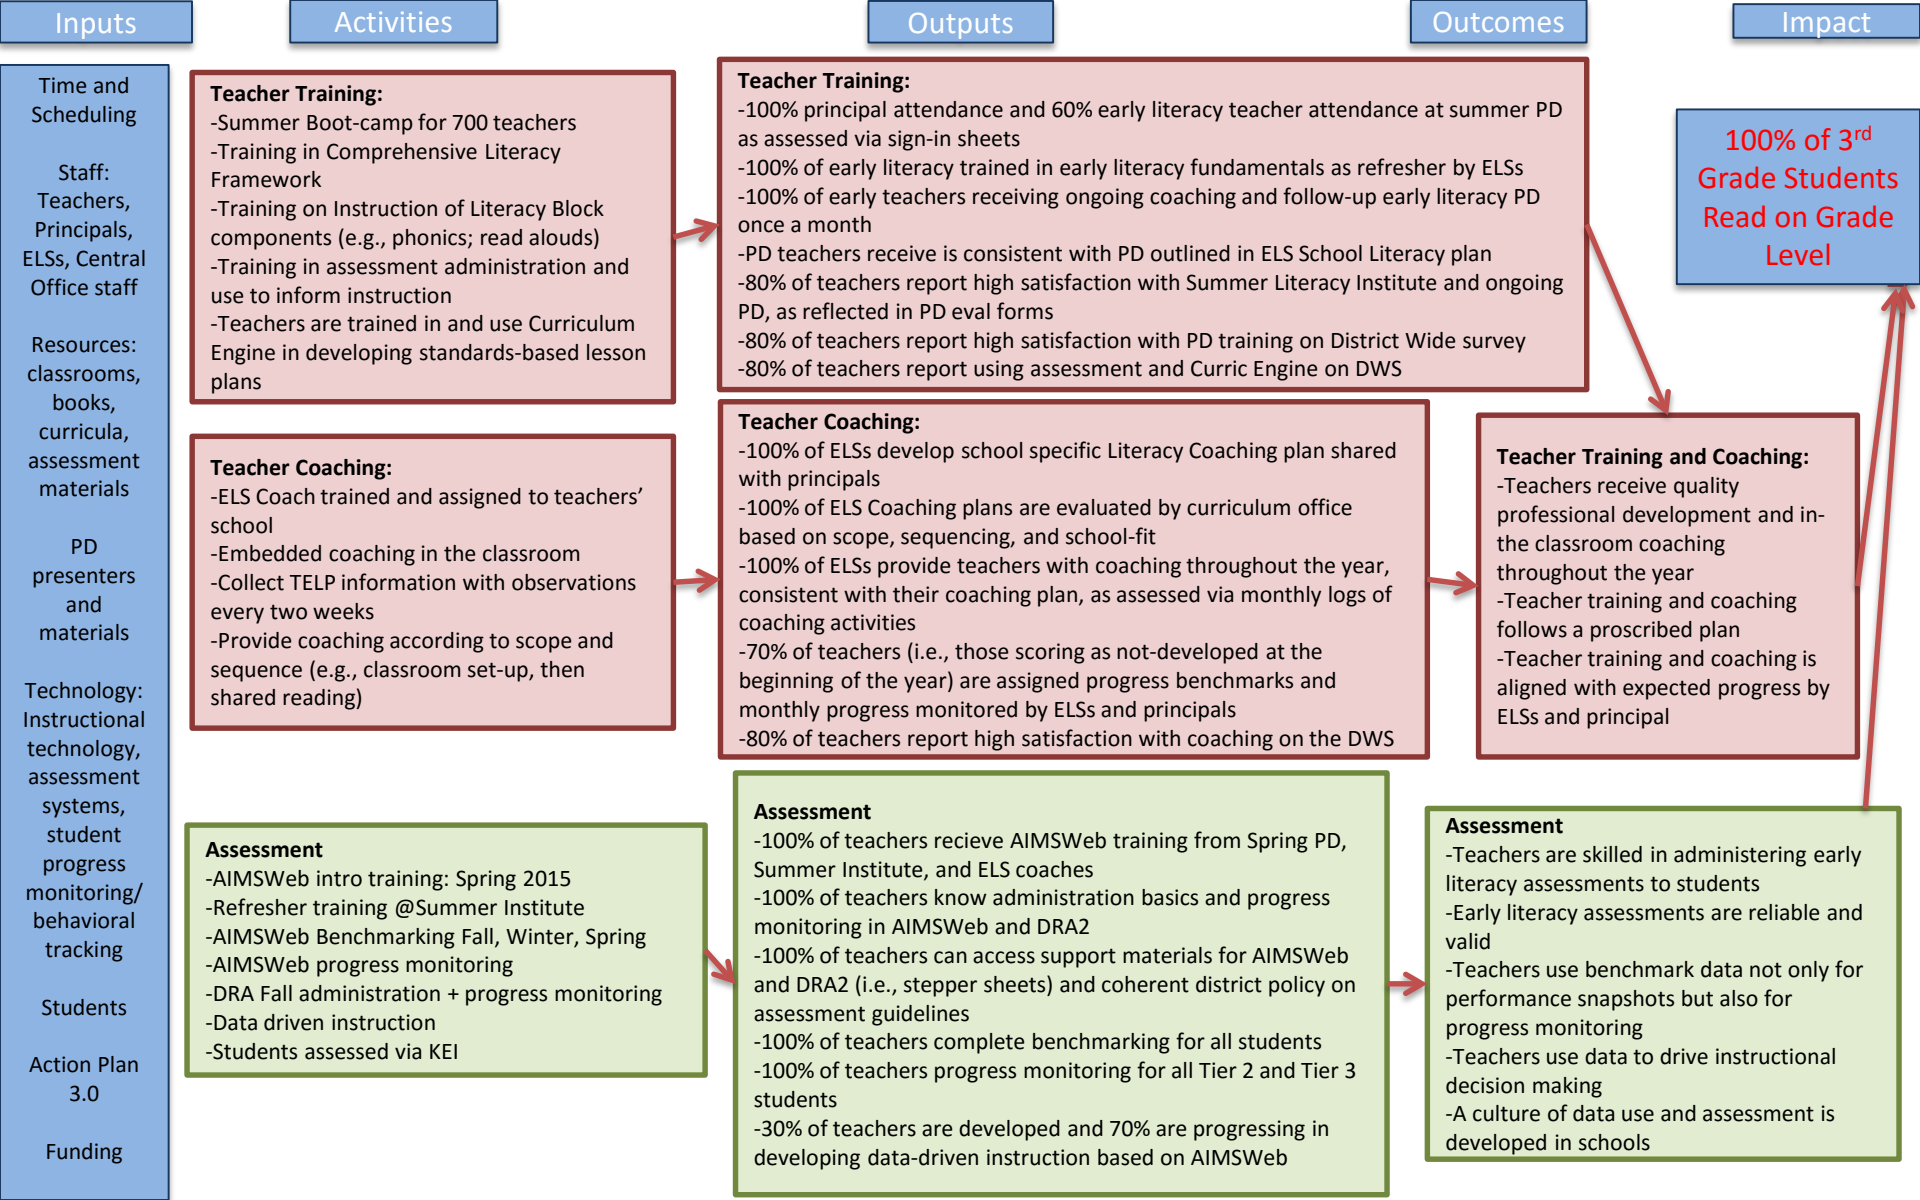 Inputs
Activities
Outputs
Outcomes
Impact
Time and
Scheduling
Staff:
Teachers,
Principals,
ELSs, Central
Office staff
Resources:
classrooms,
books,
curricula,
assessment
materials
PD
presenters
and
materials
Technology:
Instructional
technology,
assessment
systems,
student
progress
monitoring/
behavioral
tracking
Students
Action Plan
3.0
Funding
Teacher Training:
-Summer Boot-camp for 700 teachers
-Training in Comprehensive Literacy
Framework
-Training on Instruction of Literacy Block
components (e.g., phonics; read alouds)
-Training in assessment administration and
use to inform instruction
-Teachers are trained in and use Curriculum
Engine in developing standards-based lesson
plans
Teacher Coaching:
-ELS Coach trained and assigned to teachers’
school
-Embedded coaching in the classroom
-Collect TELP information with observations
every two weeks
-Provide coaching according to scope and
sequence (e.g., classroom set-up, then
shared reading)
Assessment
-AIMSWeb intro training: Spring 2015
-Refresher training @Summer Institute
-AIMSWeb Benchmarking Fall, Winter, Spring
-AIMSWeb progress monitoring
-DRA Fall administration + progress monitoring
-Data driven instruction
-Students assessed via KEI
Teacher Training:
-100% principal attendance and 60% early literacy teacher attendance at summer PD
as assessed via sign-in sheets
-100% of early literacy trained in early literacy fundamentals as refresher by ELSs
-100% of early teachers receiving ongoing coaching and follow-up early literacy PD
once a month
-PD teachers receive is consistent with PD outlined in ELS School Literacy plan
-80% of teachers report high satisfaction with Summer Literacy Institute and ongoing
PD, as reflected in PD eval forms
-80% of teachers report high satisfaction with PD training on District Wide survey
-80% of teachers report using assessment and Curric Engine on DWS
Teacher Coaching:
-100% of ELSs develop school specific Literacy Coaching plan shared
with principals
-100% of ELS Coaching plans are evaluated by curriculum office
based on scope, sequencing, and school-fit
-100% of ELSs provide teachers with coaching throughout the year,
consistent with their coaching plan, as assessed via monthly logs of
coaching activities
-70% of teachers (i.e., those scoring as not-developed at the
beginning of the year) are assigned progress benchmarks and
monthly progress monitored by ELSs and principals
-80% of teachers report high satisfaction with coaching on the DWS
Assessment
-100% of teachers recieve AIMSWeb training from Spring PD,
Summer Institute, and ELS coaches
-100% of teachers know administration basics and progress
monitoring in AIMSWeb and DRA2
-100% of teachers can access support materials for AIMSWeb
and DRA2 (i.e., stepper sheets) and coherent district policy on
assessment guidelines
-100% of teachers complete benchmarking for all students
-100% of teachers progress monitoring for all Tier 2 and Tier 3
students
-30% of teachers are developed and 70% are progressing in
developing data-driven instruction based on AIMSWeb
Teacher Training and Coaching:
-Teachers receive quality
professional development and in-
the classroom coaching
throughout the year
-Teacher training and coaching
follows a proscribed plan
-Teacher training and coaching is
aligned with expected progress by
ELSs and principal
Assessment
-Teachers are skilled in administering early
literacy assessments to students
-Early literacy assessments are reliable and
valid
-Teachers use benchmark data not only for
performance snapshots but also for
progress monitoring
-Teachers use data to drive instructional
decision making
-A culture of data use and assessment is
developed in schools
100% of 3rd
Grade Students
Read on Grade
Level